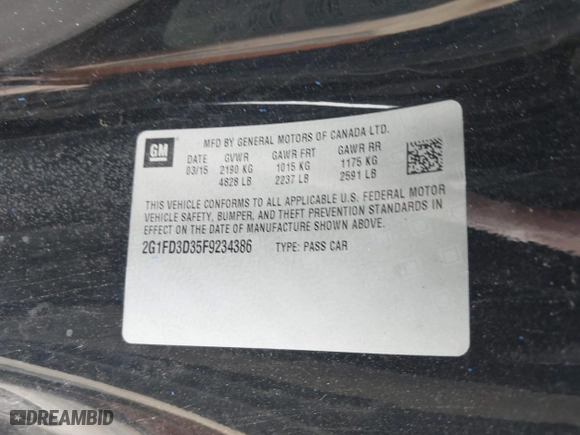 GM
MFD BY GENERAL MOTORS OF CANADA LTD.
DATE GVWR GAWR FRT GAWR RR
03/15 2190 KG 1015 KG 1175 KG
4828 LB 2237 LB 2591 LB
THIS VEHICLE CONFORMS TO ALL APPLICABLE U.S. FEDERAL MOTOR
VEHICLE SAFETY, BUMPER, AND THEFT PREVENTION STANDARDS IN
EFFECT ON THE DATE OF MANUFACTURE SHOWN ABOVE.
2G1FD3D35F9234386 TYPE: PASS CAR
DREAMBID